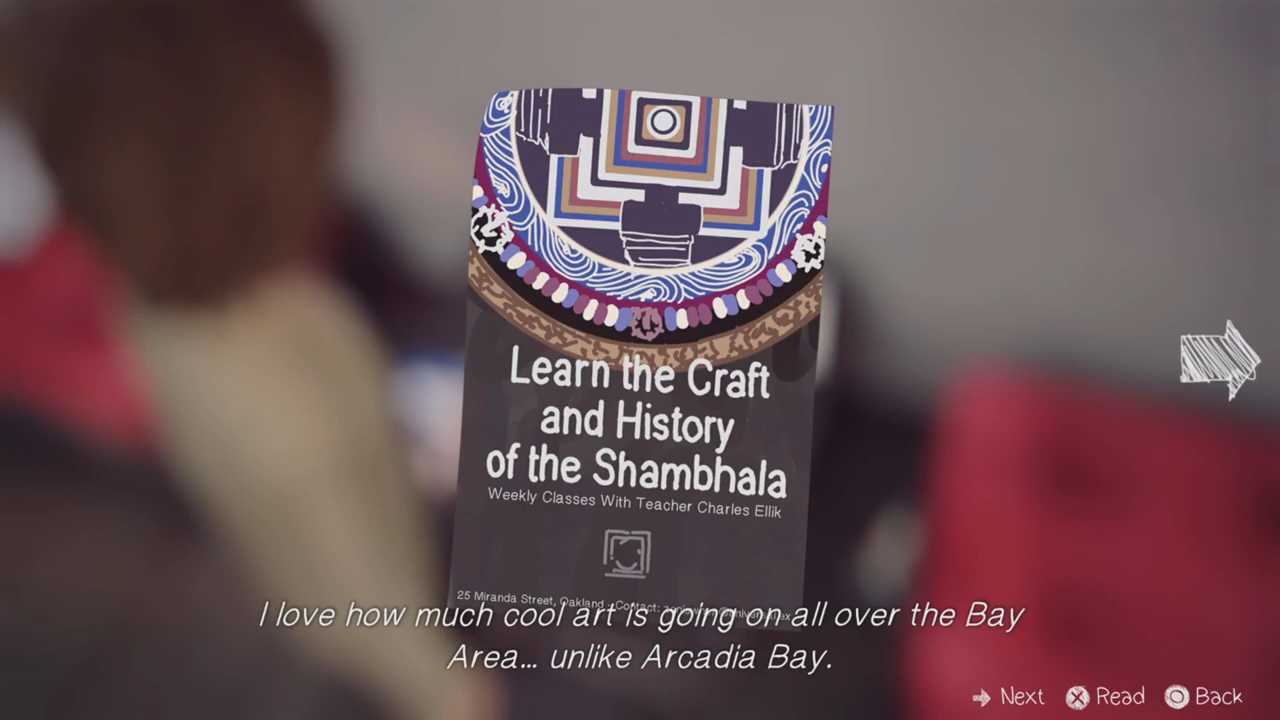 Learn the Craft
and History
of the Shambhala
Weekly Classes With Teacher Charles Ellik
25 Miranda Street, Oakland - Contact:
I love how much cool art is going on all over the Bay
Area... unlike Arcadia Bay.
Next Read Back